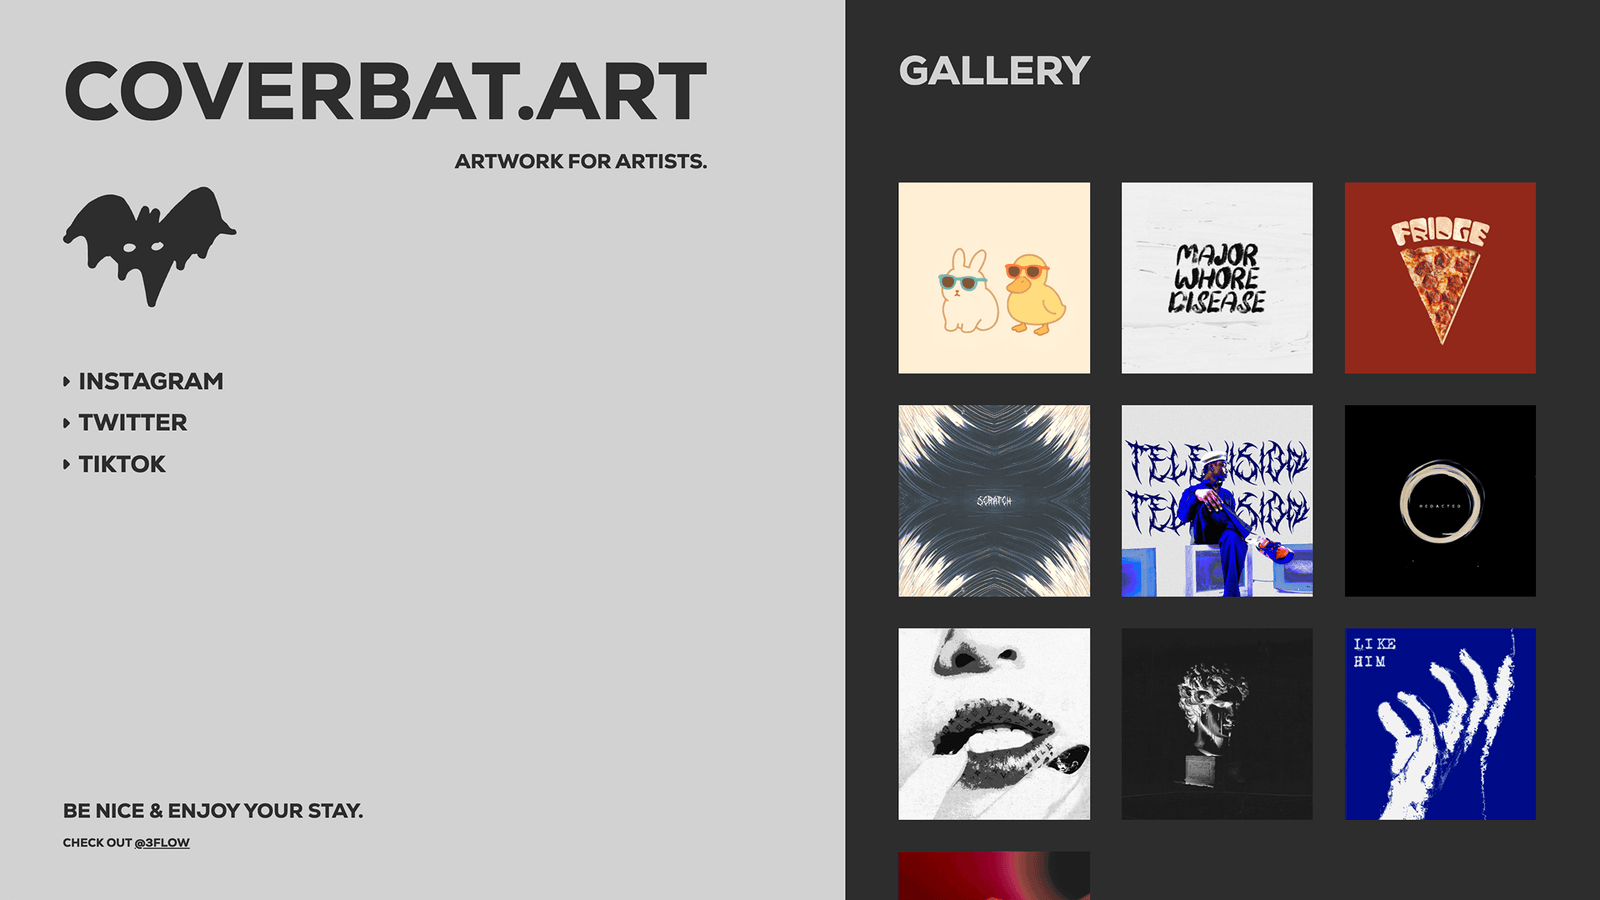 COVERBAT.ART
ARTWORK FOR ARTISTS.
INSTAGRAM
TWITTER
TIKTOK
BE NICE & ENJOY YOUR STAY.
CHECK OUT @3FLOW
GALLERY
MAJOR
WHORE
DISEASE
FRIDGE
SCRATCH
TELEVISION
TELEVISION
REDACTED
LIKE
HIM